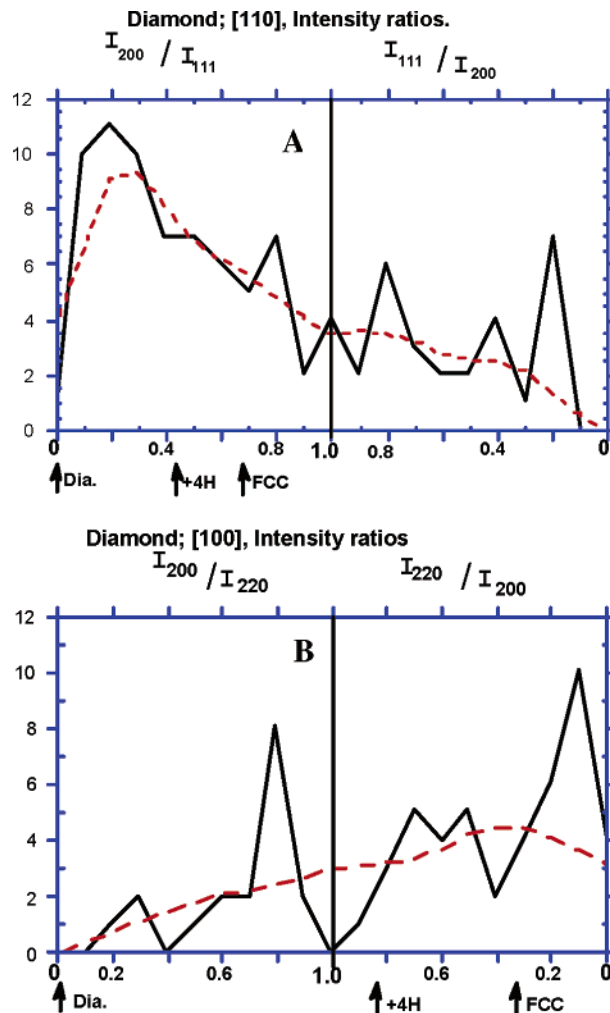 Diamond; [110], Intensity ratios.
I200 / I111 I111 / I200
12
10
8
6
4
2
0
A
0 0.4 0.8 1.0 0.8 0.4 0
Dia. +4H FCC
Diamond; [100], Intensity ratios
I200 / I220 I220 / I200
12
10
8
6
4
2
0
B
0 0.2 0.6 1.0 0.6 0.2 0
Dia. +4H FCC